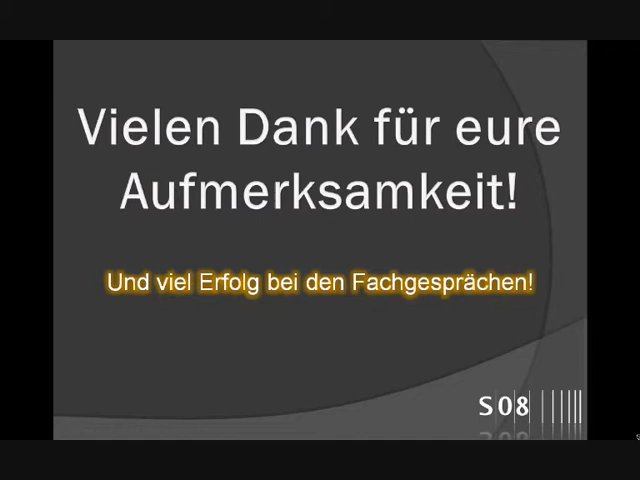 Vielen Dank für eure
Aufmerksamkeit!
Und viel Erfolg bei den Fachgesprächen!
S08